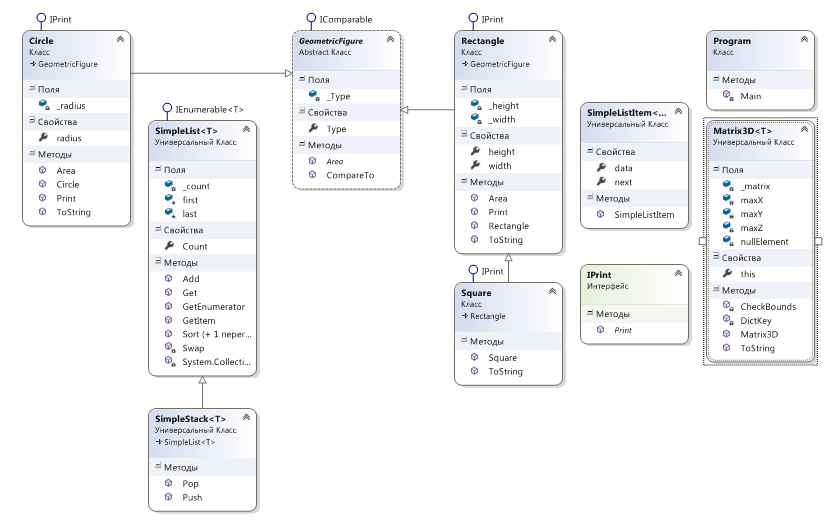 IPrint
Circle
Класс
GeometricFigure
Поля
_radius
Свойства
radius
Методы
Area
Circle
Print
ToString
IEnumerable<T>
SimpleList<T>
Универсальный Класс
Поля
_count
first
last
Свойства
Count
Методы
Add
Get
GetEnumerator
GetItem
Sort (+ 1 перег...
Swap
System.Collecti...
SimpleStack<T>
Универсальный Класс
SimpleList<T>
Методы
Pop
Push
IComparable
GeometricFigure
Abstract Класс
Поля
_Type
Свойства
Type
Методы
Area
CompareTo
IPrint
Rectangle
Класс
GeometricFigure
Поля
_height
_width
Свойства
height
width
Методы
Area
Print
Rectangle
ToString
IPrint
Square
Класс
Rectangle
Методы
Square
ToString
SimpleListItem<...
Универсальный Класс
Свойства
data
next
Методы
SimpleListItem
IPrint
Интерфейс
Методы
Print
Program
Класс
Методы
Main
Matrix3D<T>
Универсальный Класс
Поля
_matrix
maxX
maxY
maxZ
nullElement
Свойства
this
Методы
CheckBounds
DictKey
Matrix3D
ToString